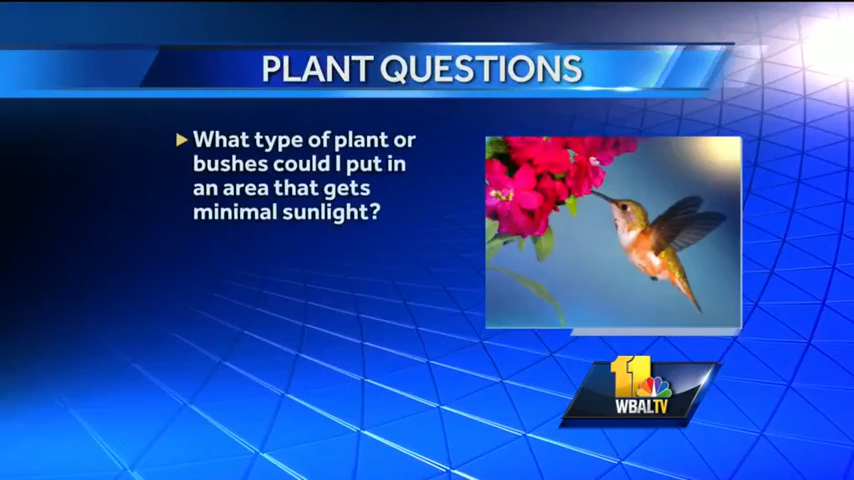 PLANT QUESTIONS
What type of plant or
bushes could I put in
an area that gets
minimal sunlight?
11
WBALTV